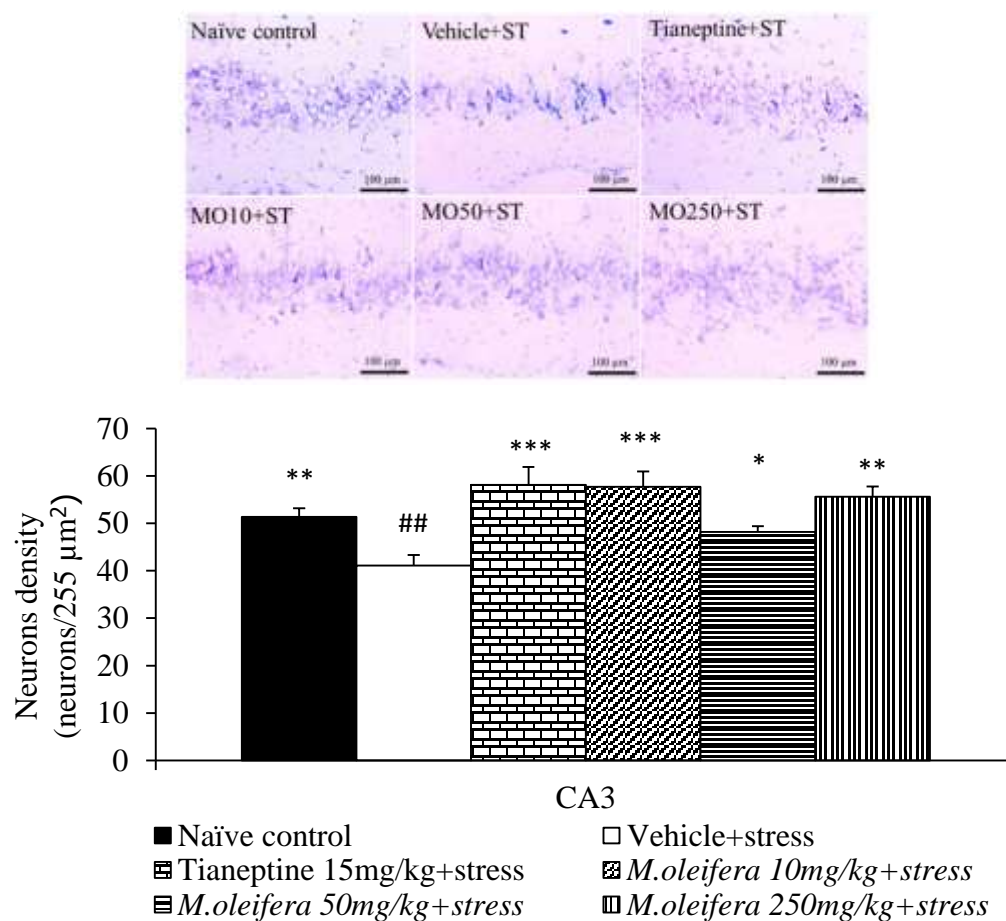 Naïve control Vehicle+ST Tianeptine+ST
100 µm 100 µm 100 µm
MO10+ST MO50+ST MO250+ST
100 µm 100 µm 100 µm
70
60
50
40
30
20
10
0
Neurons density
(neurons/255 µm²)
** ## *** *** * **
CA3
Naïve control Vehicle+stress
Tianeptine 15mg/kg+stress M.oleifera 10mg/kg+stress
M.oleifera 50mg/kg+stress M.oleifera 250mg/kg+stress